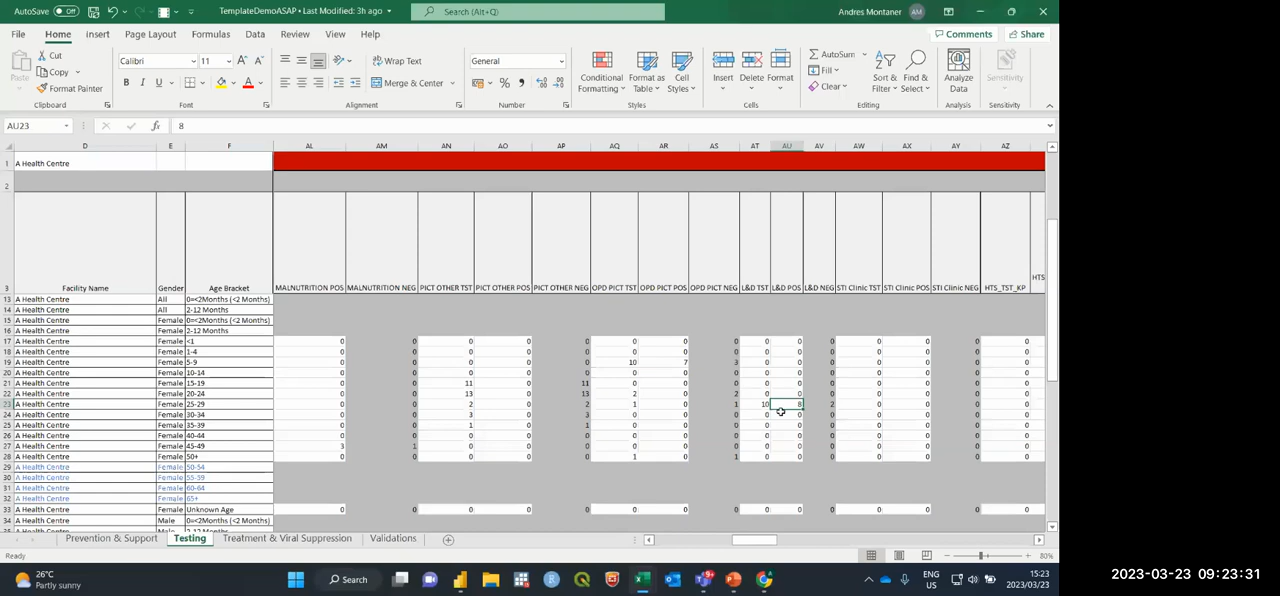 AutoSave Off TemplateDemoASAP • Last Modified: 3h ago Search (Alt+Q) Andres Montaner AM
File Home Insert Page Layout Formulas Data Review View Help Comments Share
Paste Cut Copy Format Painter Clipboard
Calibri 11 A A B I U A Font
Wrap Text Merge & Center Alignment
General % Number
Conditional Formatting Format as Table Cell Styles Styles
Insert Delete Format Cells
AutoSum Fill Clear Sort & Filter Find & Select Editing
Analyze Data Analysis
Sensitivity Sensitivity
AU23 fx 8
D E F AL AM AN AO AP AQ AR AS AT AU AV AW AX AY AZ
1 A Health Centre
2
3 Facility Name Gender Age Bracket MALNUTRITION POS MALNUTRITION NEG PICT OTHER TST PICT OTHER POS PICT OTHER NEG OPD PICT TST OPD PICT POS OPD PICT NEG L&D TST L&D POS L&D NEG STI Clinic TST STI Clinic POS STI Clinic NEG HTS_TST_KP HTS
13 A Health Centre All 0=<2Months (<2 Months)
14 A Health Centre All 2-12 Months
15 A Health Centre Female 0=<2Months (<2 Months)
16 A Health Centre Female 2-12 Months
17 A Health Centre Female <1 0 0 0 0 0 0 0 0 0 0 0 0 0 0 0
18 A Health Centre Female 1-4 0 0 0 0 0 0 0 0 0 0 0 0 0 0 0
19 A Health Centre Female 5-9 0 0 0 0 0 10 7 3 0 0 0 0 0 0 0
20 A Health Centre Female 10-14 0 0 0 0 0 0 0 0 0 0 0 0 0 0 0
21 A Health Centre Female 15-19 0 0 11 0 11 0 0 0 0 0 0 0 0 0 0
22 A Health Centre Female 20-24 0 0 13 0 13 2 0 2 0 0 0 0 0 0 0
23 A Health Centre Female 25-29 0 0 2 0 2 1 0 1 10 8 2 0 0 0 0
24 A Health Centre Female 30-34 0 0 3 0 3 0 0 0 0 0 0 0 0 0 0
25 A Health Centre Female 35-39 0 0 1 0 1 0 0 0 0 0 0 0 0 0 0
26 A Health Centre Female 40-44 0 0 0 0 0 0 0 0 0 0 0 0 0 0 0
27 A Health Centre Female 45-49 3 1 0 0 0 0 0 0 0 0 0 0 0 0 0
28 A Health Centre Female 50+ 0 0 0 0 0 1 0 1 0 0 0 0 0 0 0
29 A Health Centre Female 50-54
30 A Health Centre Female 55-59
31 A Health Centre Female 60-64
32 A Health Centre Female 65+
33 A Health Centre Female Unknown Age 0 0 0 0 0 0 0 0 0 0 0 0 0 0 0
34 A Health Centre Male 0=<2Months (<2 Months)
Prevention & Support Testing Treatment & Viral Suppression Validations
Ready 80%
26°C
Partly sunny
Search
ENG
US
15:23
2023/03/23
2023-03-23 09:23:31